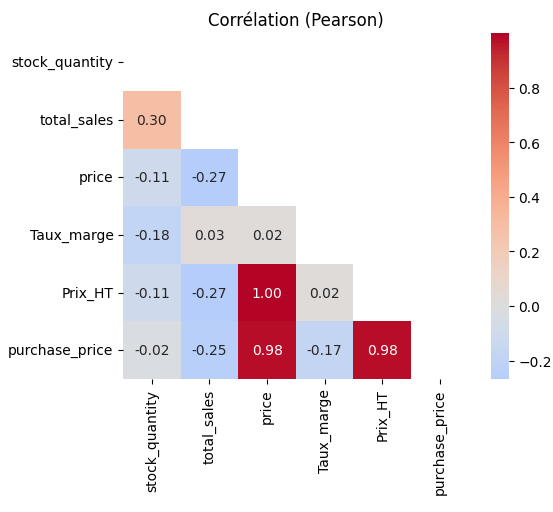 Corrélation (Pearson)
stock_quantity
total_sales 0.30
price -0.11 -0.27
Taux_marge -0.18 0.03 0.02
Prix_HT -0.11 -0.27 1.00 0.02
purchase_price -0.02 -0.25 0.98 -0.17 0.98
stock_quantity total_sales price Taux_marge Prix_HT purchase_price
0.8
0.6
0.4
0.2
0.0
−0.2